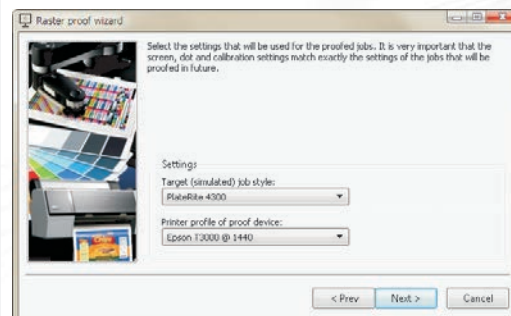 Raster proof wizard
Select the settings that will be used for the proofed jobs. It is very important that the
screen, dot and calibration settings match exactly the settings of the jobs that will be
proofed in future.
Settings
Target (simulated) job style:
PlateRite 4300
Printer profile of proof device:
Epson T3000 @ 1440
< Prev
Next >
Cancel